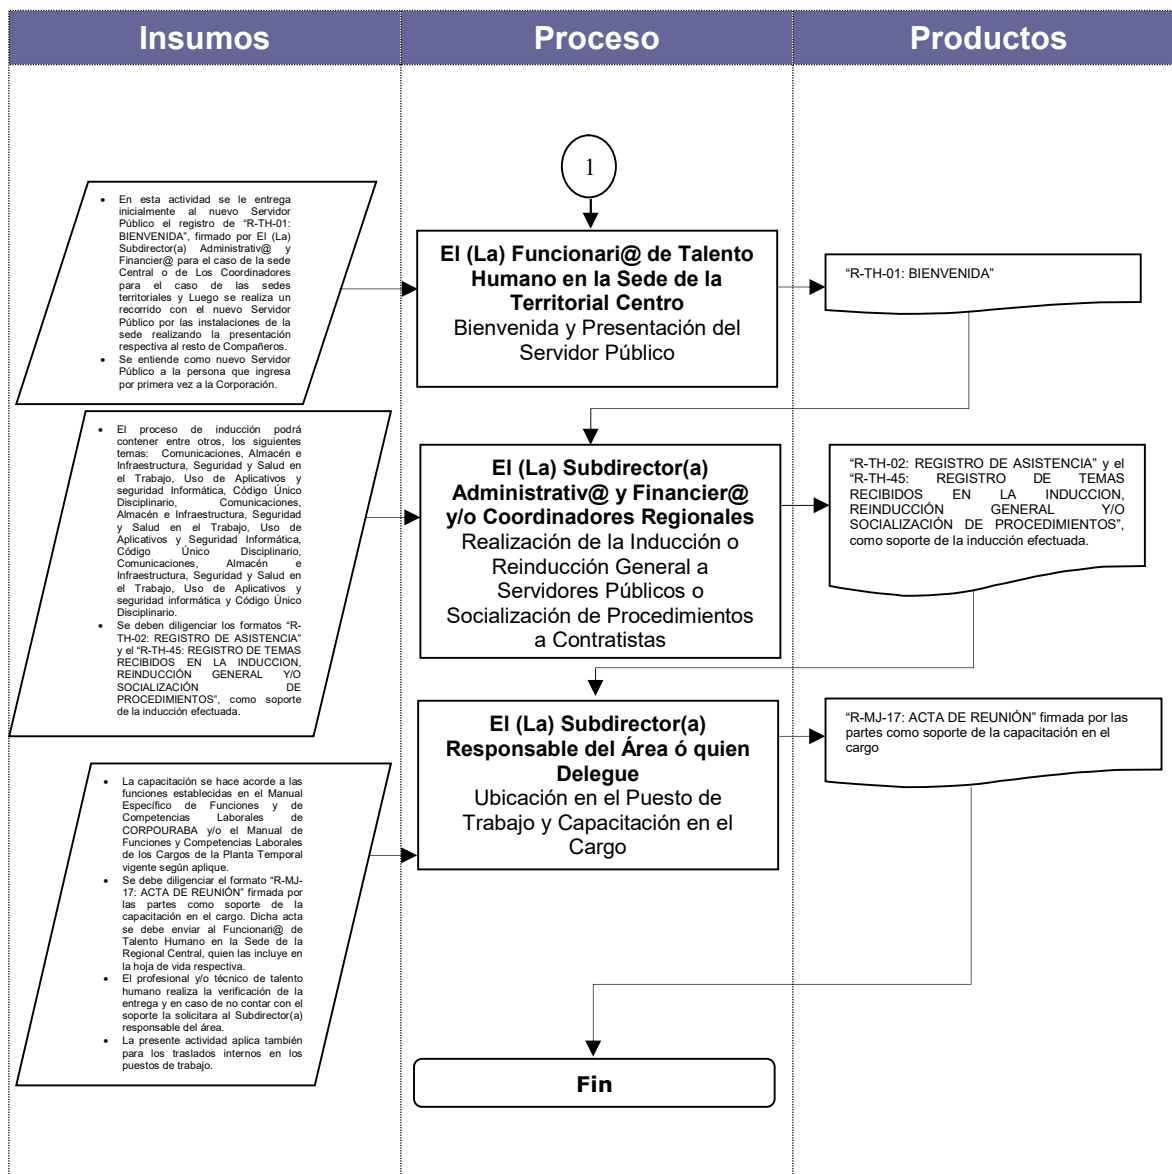 Insumos
Proceso
Productos
1
• En esta actividad se le entrega
inicialmente al nuevo Servidor
Público el registro de “R-TH-01:
BIENVENIDA”, firmado por El (La)
Subdirector(a) Administrativ@ y
Financier@ para el caso de la sede
Central o de Los Coordinadores
para el caso de las sedes
territoriales y Luego se realiza un
recorrido con el nuevo Servidor
Público por las instalaciones de la
sede realizando la presentación
respectiva al resto de Compañeros.
• Se entiende como nuevo Servidor
Público a la persona que ingresa
por primera vez a la Corporación.
El (La) Funcionari@ de Talento
Humano en la Sede de la
Territorial Centro
Bienvenida y Presentación del
Servidor Público
“R-TH-01: BIENVENIDA”
• El proceso de inducción podrá
contener entre otros, los siguientes
temas: Comunicaciones, Almacén e
Infraestructura, Seguridad y Salud en
el Trabajo, Uso de Aplicativos y
seguridad Informática, Código Único
Disciplinario, Comunicaciones,
Almacén e Infraestructura, Seguridad
y Salud en el Trabajo, Uso de
Aplicativos y Seguridad Informática,
Código Único Disciplinario,
Comunicaciones, Almacén e
Infraestructura, Seguridad y Salud en
el Trabajo, Uso de Aplicativos y
seguridad informática y Código Único
Disciplinario.
• Se deben diligenciar los formatos “R-
TH-02: REGISTRO DE ASISTENCIA”
y el “R-TH-45: REGISTRO DE TEMAS
RECIBIDOS EN LA INDUCCION,
REINDUCCIÓN GENERAL Y/O
SOCIALIZACIÓN DE
PROCEDIMIENTOS”, como soporte
de la inducción efectuada.
El (La) Subdirector(a)
Administrativ@ y Financier@
y/o Coordinadores Regionales
Realización de la Inducción o
Reinducción General a
Servidores Públicos o
Socialización de Procedimientos
a Contratistas
“R-TH-02: REGISTRO DE ASISTENCIA” y el
“R-TH-45: REGISTRO DE TEMAS
RECIBIDOS EN LA INDUCCION,
REINDUCCIÓN GENERAL Y/O
SOCIALIZACIÓN DE PROCEDIMIENTOS”,
como soporte de la inducción efectuada.
• La capacitación se hace acorde a las
funciones establecidas en el Manual
Específico de Funciones y de
Competencias Laborales de
CORPOURABA y/o el Manual de
Funciones y Competencias Laborales
de los Cargos de la Planta Temporal
vigente según aplique.
• Se debe diligenciar el formato “R-MJ-
17: ACTA DE REUNIÓN” firmada por
las partes como soporte de la
capacitación en el cargo. Dicha acta
se debe enviar al Funcionari@ de
Talento Humano en la Sede de la
Regional Central, quien las incluye en
la hoja de vida respectiva.
• El profesional y/o técnico de talento
humano realiza la verificación de la
entrega y en caso de no contar con el
soporte la solicitara al Subdirector(a)
responsable del área.
• La presente actividad aplica también
para los traslados internos en los
puestos de trabajo.
El (La) Subdirector(a)
Responsable del Área ó quien
Delegue
Ubicación en el Puesto de
Trabajo y Capacitación en el
Cargo
“R-MJ-17: ACTA DE REUNIÓN” firmada por las
partes como soporte de la capacitación en el
cargo
Fin